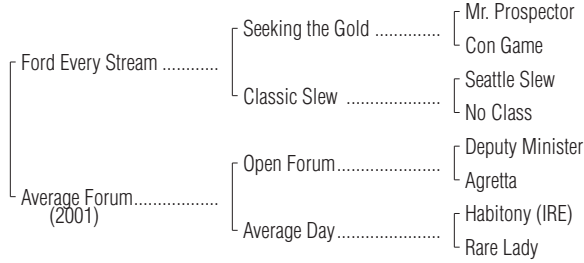 Mr. Prospector
Seeking the Gold ..............
Con Game
Ford Every Stream ............
Seattle Slew
Classic Slew .....................
No Class
Deputy Minister
Open Forum.......................
Agretta
Average Forum..................
(2001)
Habitony (IRE)
Average Day.......................
Rare Lady